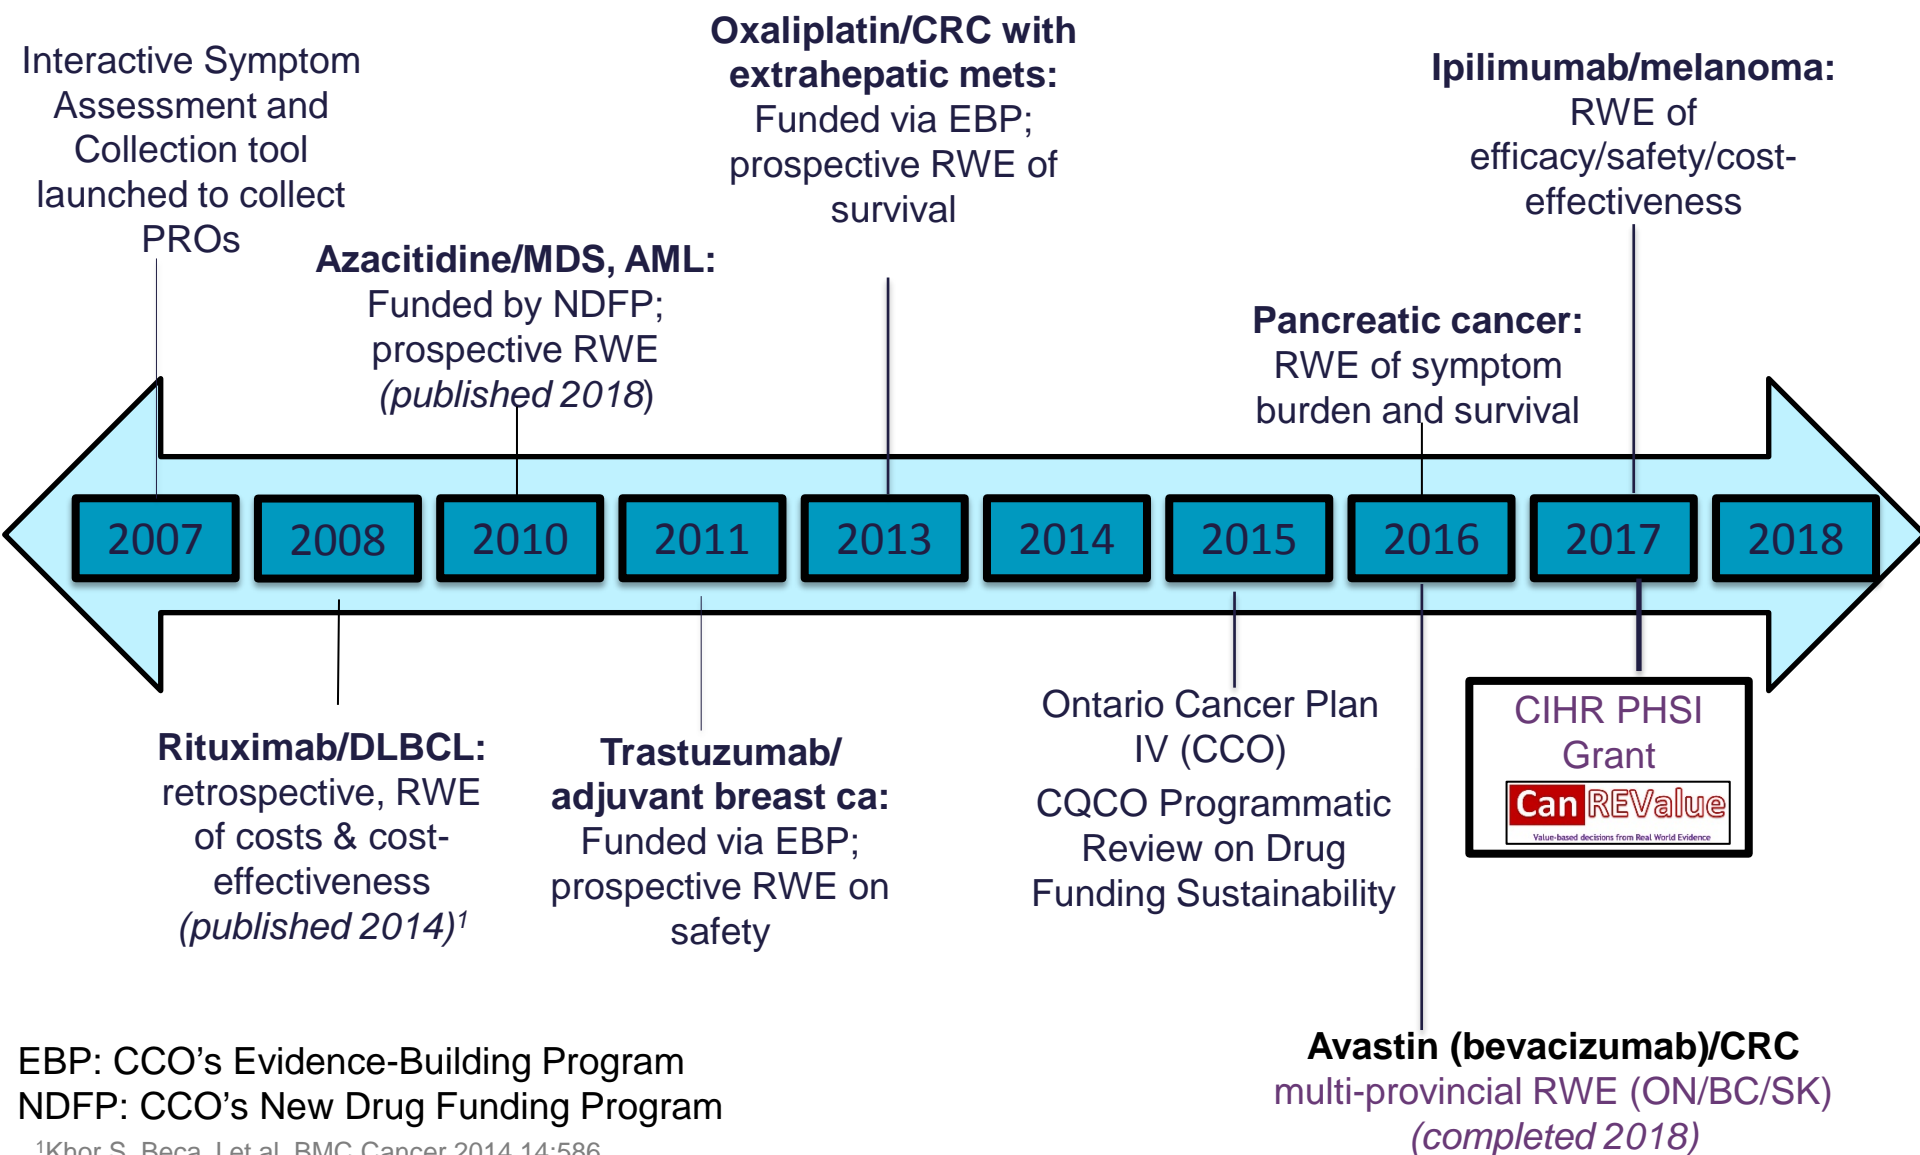 Interactive Symptom
Assessment and
Collection tool
launched to collect
PROs
Azacitidine/MDS, AML:
Funded by NDFP;
prospective RWE
(published 2018)
Oxaliplatin/CRC with
extrahepatic mets:
Funded via EBP;
prospective RWE of
survival
Pancreatic cancer:
RWE of symptom
burden and survival
Ipilimumab/melanoma:
RWE of
efficacy/safety/cost-
effectiveness
2007 2008 2010 2011 2013 2014 2015 2016 2017 2018
Rituximab/DLBCL:
retrospective, RWE
of costs & cost-
effectiveness
(published 2014)¹
Trastuzumab/
adjuvant breast ca:
Funded via EBP;
prospective RWE on
safety
Ontario Cancer Plan
IV (CCO)
CQCO Programmatic
Review on Drug
Funding Sustainability
CIHR PHSI
Grant
Can REValue
Value-based decisions from Real World Evidence
Avastin (bevacizumab)/CRC
multi-provincial RWE (ON/BC/SK)
(completed 2018)
EBP: CCO's Evidence-Building Program
NDFP: CCO's New Drug Funding Program
¹Khor S, Beca J et al. BMC Cancer 2014 14:586